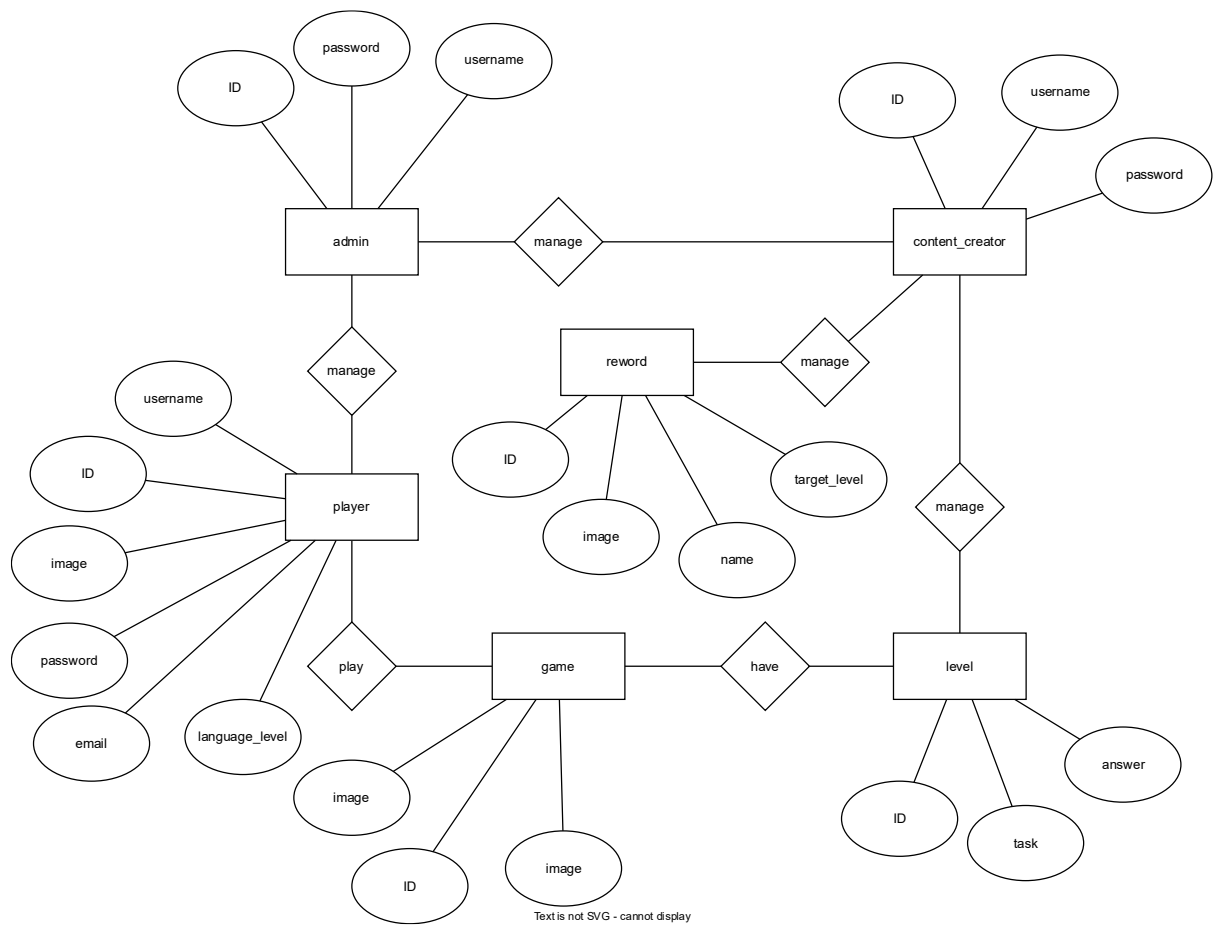 password
username
ID
ID
username
password
admin
manage
content_creator
reword
manage
manage
username
ID
target_level
ID
player
manage
image
image
name
password
play
game
have
level
email
language_level
answer
image
ID
task
image
ID
Text is not SVG - cannot display